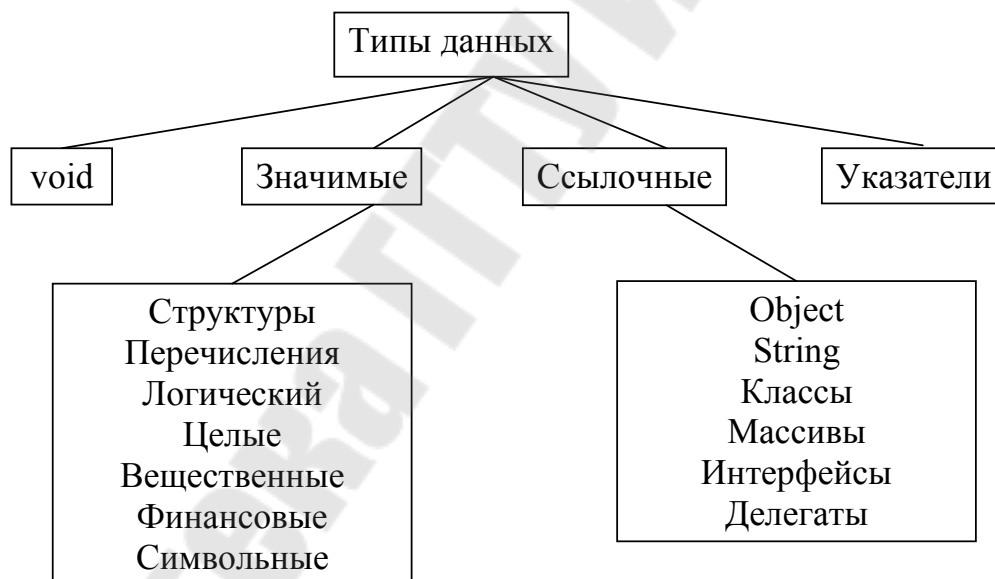 Типы данных
void
Значимые
Ссылочные
Указатели
Структуры
Перечисления
Логический
Целые
Вещественные
Финансовые
Символьные
Object
String
Классы
Массивы
Интерфейсы
Делегаты